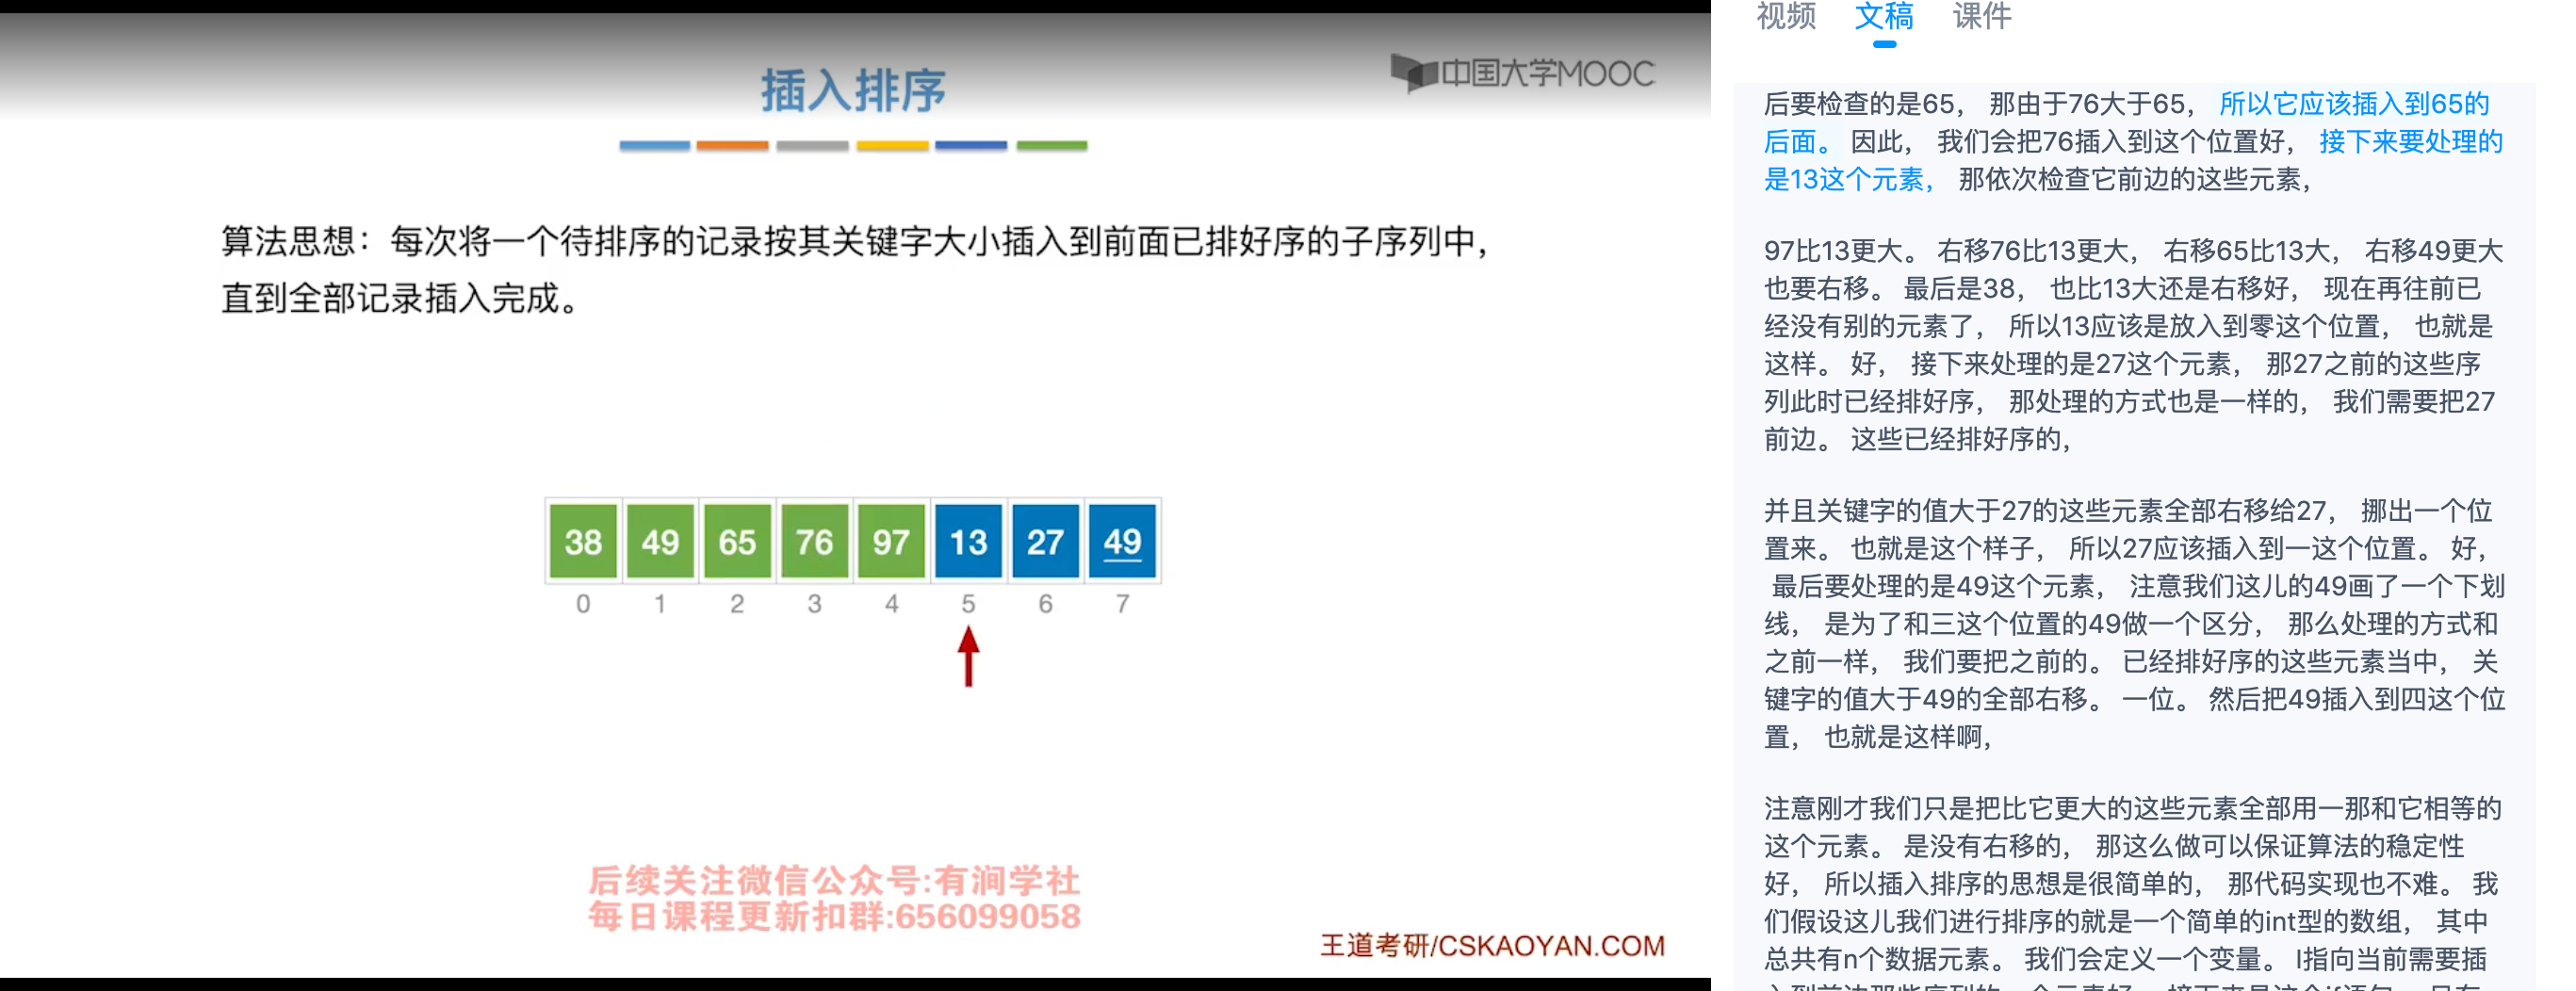 插入排序
中国大学MOOC
算法思想：每次将一个待排序的记录按其关键字大小插入到前面已排好序的子序列中，
直到全部记录插入完成。
38 49 65 76 97 13 27 49
0 1 2 3 4 5 6 7
后续关注微信公众号:有涧学社
每日课程更新扣群:656099058
王道考研/CSKAOYAN.COM
视频 文稿 课件
后要检查的是65， 那由于76大于65， 所以它应该插入到65的
后面。 因此， 我们会把76插入到这个位置好， 接下来要处理的
是13这个元素， 那依次检查它前边的这些元素，
97比13更大。 右移76比13更大， 右移65比13大， 右移49更大
也要右移。 最后是38， 也比13大还是右移好， 现在再往前已
经没有别的元素了， 所以13应该是放入到零这个位置， 也就是
这样。 好， 接下来处理的是27这个元素， 那27之前的这些序
列此时已经排好序， 那处理的方式也是一样的， 我们需要把27
前边。 这些已经排好序的，
并且关键字的值大于27的这些元素全部右移给27， 挪出一个位
置来。 也就是这个样子， 所以27应该插入到一这个位置。 好，
最后要处理的是49这个元素， 注意我们这儿的49画了一个下划
线， 是为了和三这个位置的49做一个区分， 那么处理的方式和
之前一样， 我们要把之前的。 已经排好序的这些元素当中， 关
键字的值大于49的全部右移。 一位。 然后把49插入到四这个位
置， 也就是这样啊，
注意刚才我们只是把比它更大的这些元素全部用一那和它相等的
这个元素。 是没有右移的， 那这么做可以保证算法的稳定性
好， 所以插入排序的思想是很简单的， 那代码实现也不难。 我
们假设这儿我们进行排序的就是一个简单的int型的数组， 其中
总共有n个数据元素。 我们会定义一个变量。 I指向当前需要插